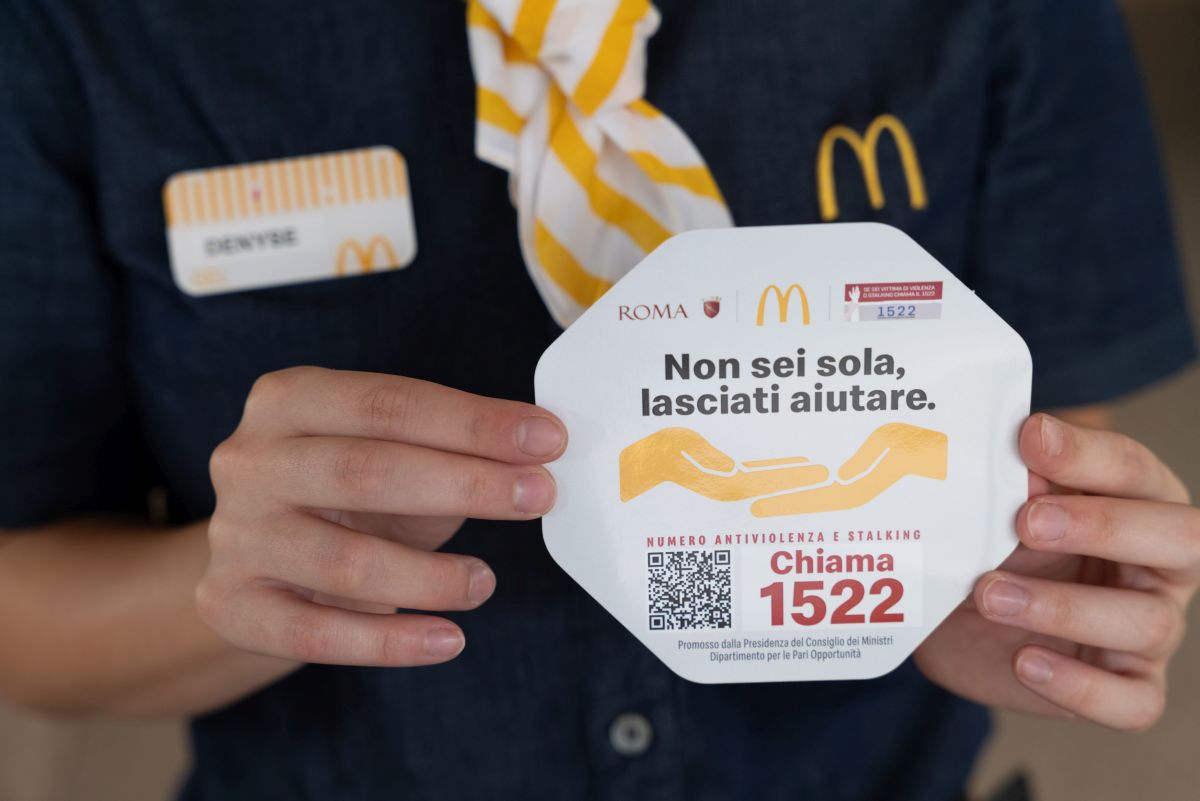 DENYSE
ROMA
SE SEI VITTIMA DI VIOLENZA
O STALKING CHIAMA IL 1522
1522
Non sei sola,
lasciati aiutare.
NUMERO ANTIVIOLENZA E STALKING
Chiama
1522
Promosso dalla Presidenza del Consiglio dei Ministri
Dipartimento per le Pari Opportunità